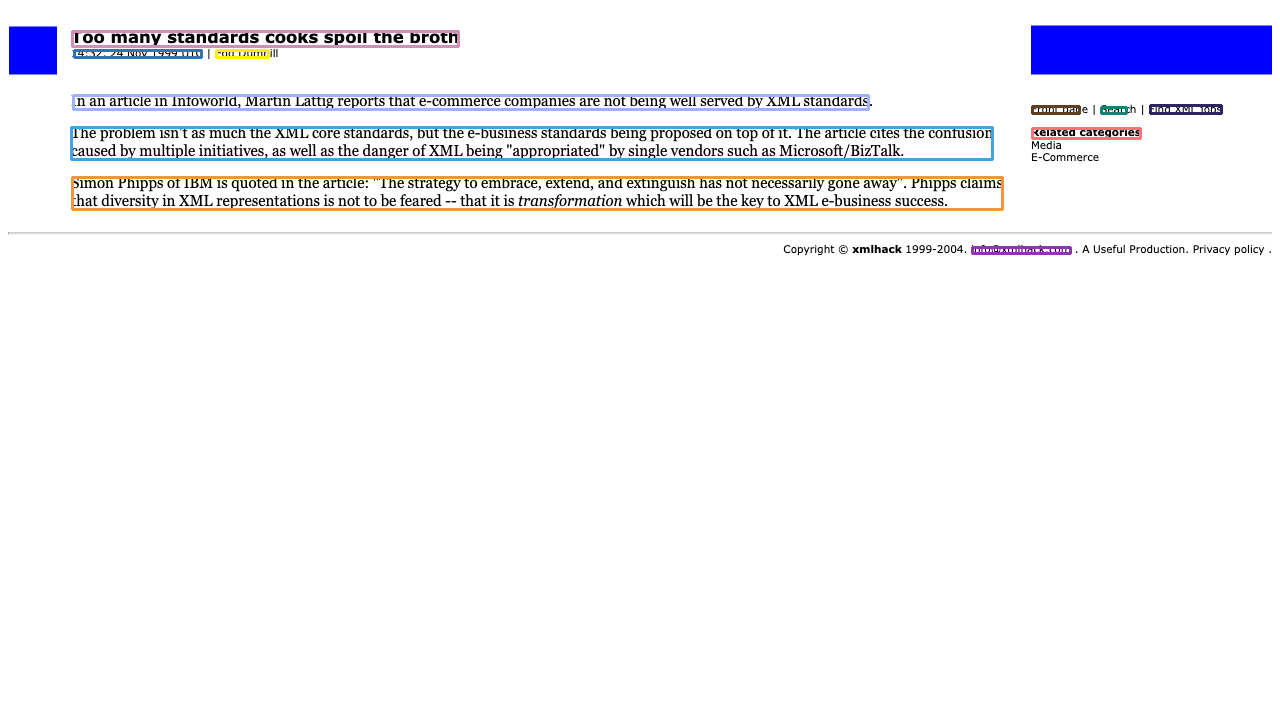 Too many standards cooks spoil the broth
14:32, 24 Nov 1999 UTC | Edd Dumbill
In an article in Infoworld, Martin Lattig reports that e-commerce companies are not being well served by XML standards.
The problem isn't as much the XML core standards, but the e-business standards being proposed on top of it. The article cites the confusion
caused by multiple initiatives, as well as the danger of XML being "appropriated" by single vendors such as Microsoft/BizTalk.
Simon Phipps of IBM is quoted in the article: "The strategy to embrace, extend, and extinguish has not necessarily gone away". Phipps claims
that diversity in XML representations is not to be feared -- that it is transformation which will be the key to XML e-business success.
Front page | Search | Find XML jobs
Related categories
Media
E-Commerce
Copyright © xmlhack 1999-2004. info@xmlhack.com . A Useful Production. Privacy policy .